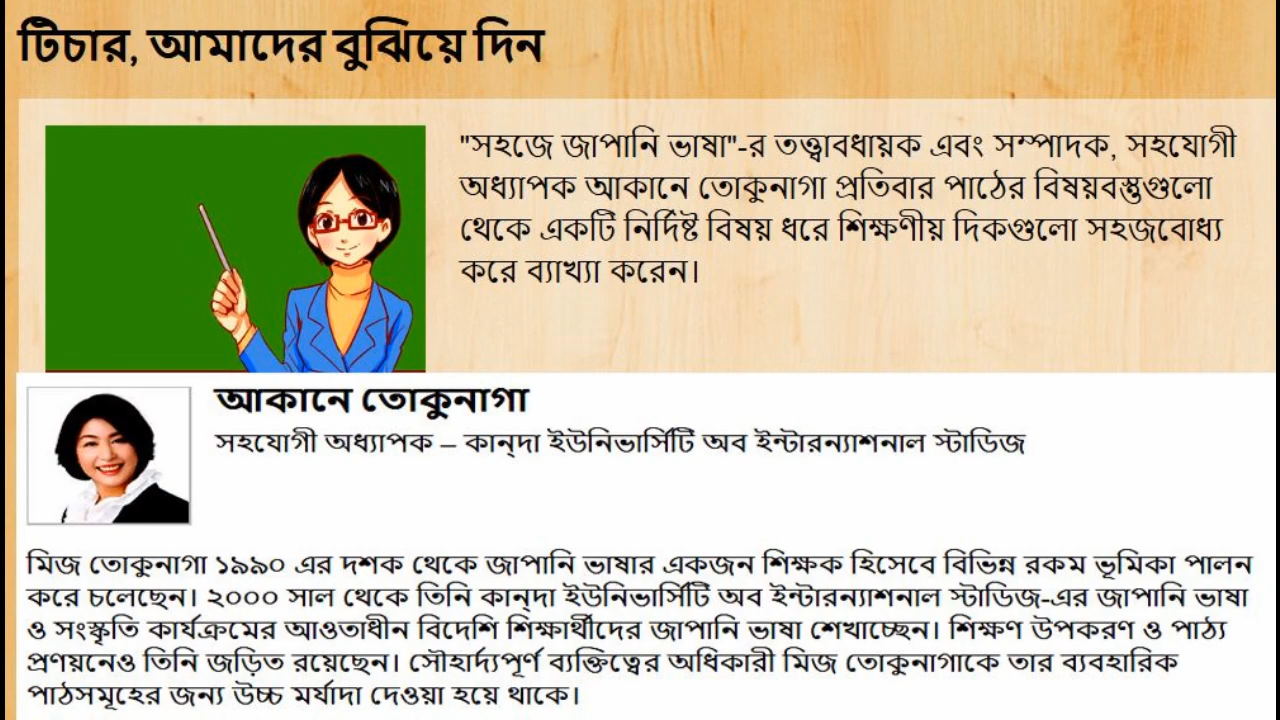 টিচার, আমাদের বুঝিয়ে দিন
"সহজে জাপানি ভাষা"-র তত্ত্বাবধায়ক এবং সম্পাদক, সহযোগী
অধ্যাপক আকানে তোকুনাগা প্রতিবার পাঠের বিষয়বস্তুগুলো
থেকে একটি নির্দিষ্ট বিষয় ধরে শিক্ষণীয় দিকগুলো সহজবোধ্য
করে ব্যাখ্যা করেন।
আকানে তোকুনাগা
সহযোগী অধ্যাপক – কান্‌দা ইউনিভার্সিটি অব ইন্টারন্যাশনাল স্টাডিজ
মিজ তোকুনাগা ১৯৯০ এর দশক থেকে জাপানি ভাষার একজন শিক্ষক হিসেবে বিভিন্ন রকম ভূমিকা পালন
করে চলেছেন। ২০০০ সাল থেকে তিনি কান্‌দা ইউনিভার্সিটি অব ইন্টারন্যাশনাল স্টাডিজ-এর জাপানি ভাষা
ও সংস্কৃতি কার্যক্রমের আওতাধীন বিদেশি শিক্ষার্থীদের জাপানি ভাষা শেখাচ্ছেন। শিক্ষণ উপকরণ ও পাঠ্য
প্রণয়নেও তিনি জড়িত রয়েছেন। সৌহার্দ্যপূর্ণ ব্যক্তিত্বের অধিকারী মিজ তোকুনাগাকে তার ব্যবহারিক
পাঠসমূহের জন্য উচ্চ মর্যাদা দেওয়া হয়ে থাকে।